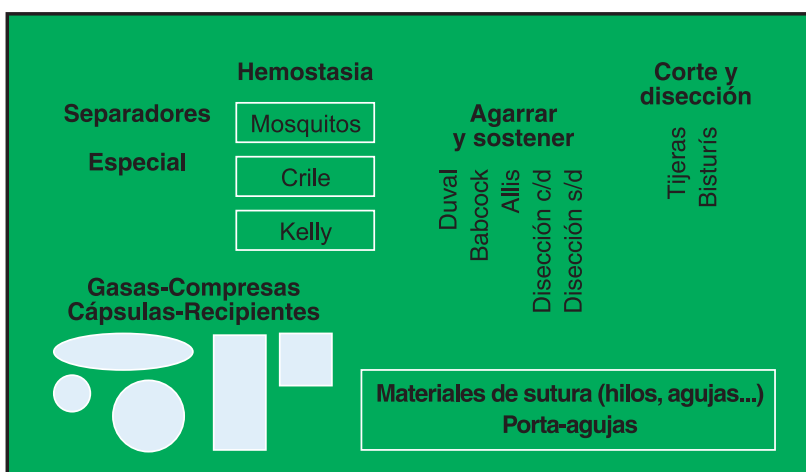 Hemostasia
Separadores
Mosquitos
Especial
Crile
Kelly
Agarrar
y sostener
Duval
Babcock
Allis
Disección c/d
Disección s/d
Corte y
disección
Tijeras
Bisturís
Gasas-Compresas
Cápsulas-Recipientes
Materiales de sutura (hilos, agujas...)
Porta-agujas